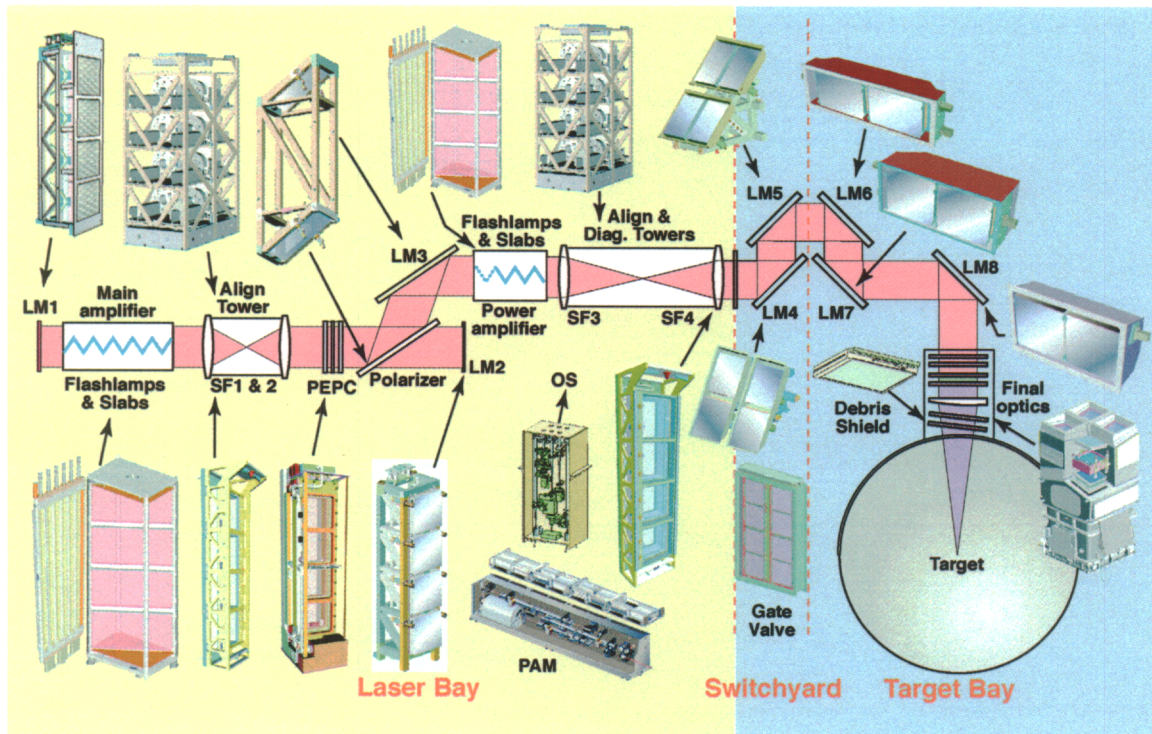 LM5
LM6
Align &
Diag. Towers
Flashlamps
& Slabs
LM3
LM8
LM1
Main
amplifier
Align
Tower
Power
amplifier
SF3
SF4
LM4
LM7
Flashlamps
& Slabs
SF1 & 2
PEPC
Polarizer
LM2
OS
Debris
Shield
Final
optics
Target
Gate
Valve
PAM
Laser Bay
Switchyard
Target Bay